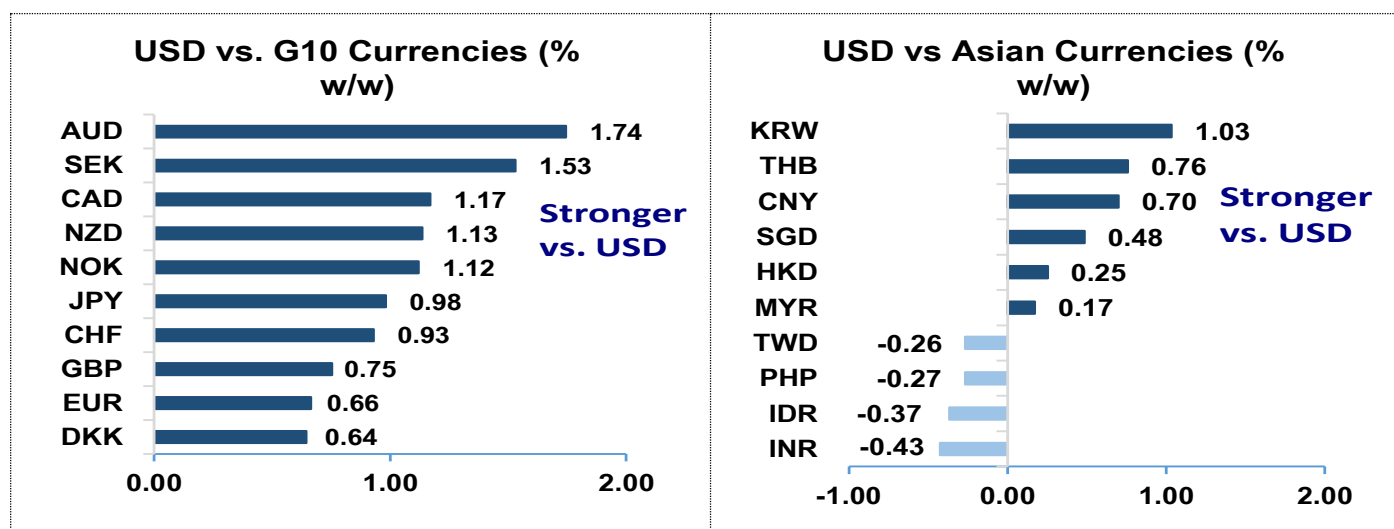 USD vs. G10 Currencies (%
w/w)
AUD 1.74
SEK 1.53
CAD 1.17
NZD 1.13
NOK 1.12
JPY 0.98
CHF 0.93
GBP 0.75
EUR 0.66
DKK 0.64
Stronger
vs. USD
0.00 1.00 2.00
USD vs Asian Currencies (%
w/w)
KRW 1.03
THB 0.76
CNY 0.70
SGD 0.48
HKD 0.25
MYR 0.17
TWD -0.26
PHP -0.27
IDR -0.37
INR -0.43
Stronger
vs. USD
-1.00 0.00 1.00 2.00